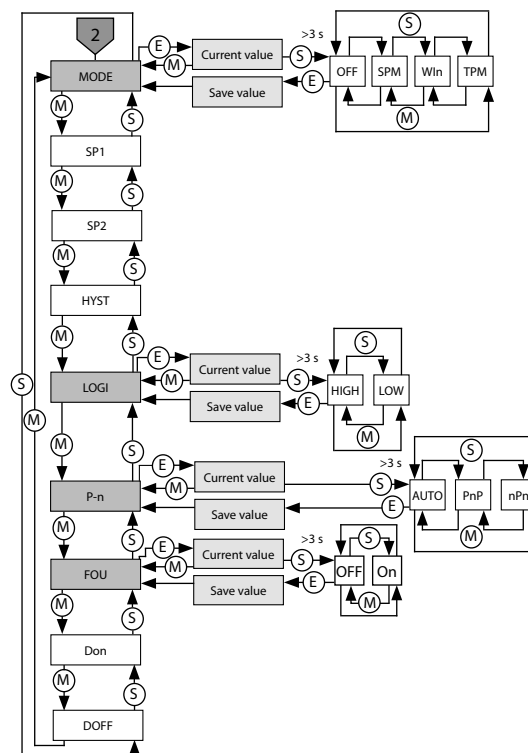 2
MODE
E
M
Current value
Save value
>3 s
S
E
OFF
SPM
WIn
TPM
S
M
M
S
SP1
M
S
SP2
M
S
HYST
M
S
LOGI
E
M
Current value
Save value
>3 s
S
E
HIGH
LOW
S
M
S
M
M
S
P-n
E
M
Current value
Save value
>3 s
S
E
AUTO
PnP
nPn
S
M
M
S
FOU
E
M
Current value
Save value
>3 s
S
E
OFF
On
S
M
M
S
Don
M
S
DOFF